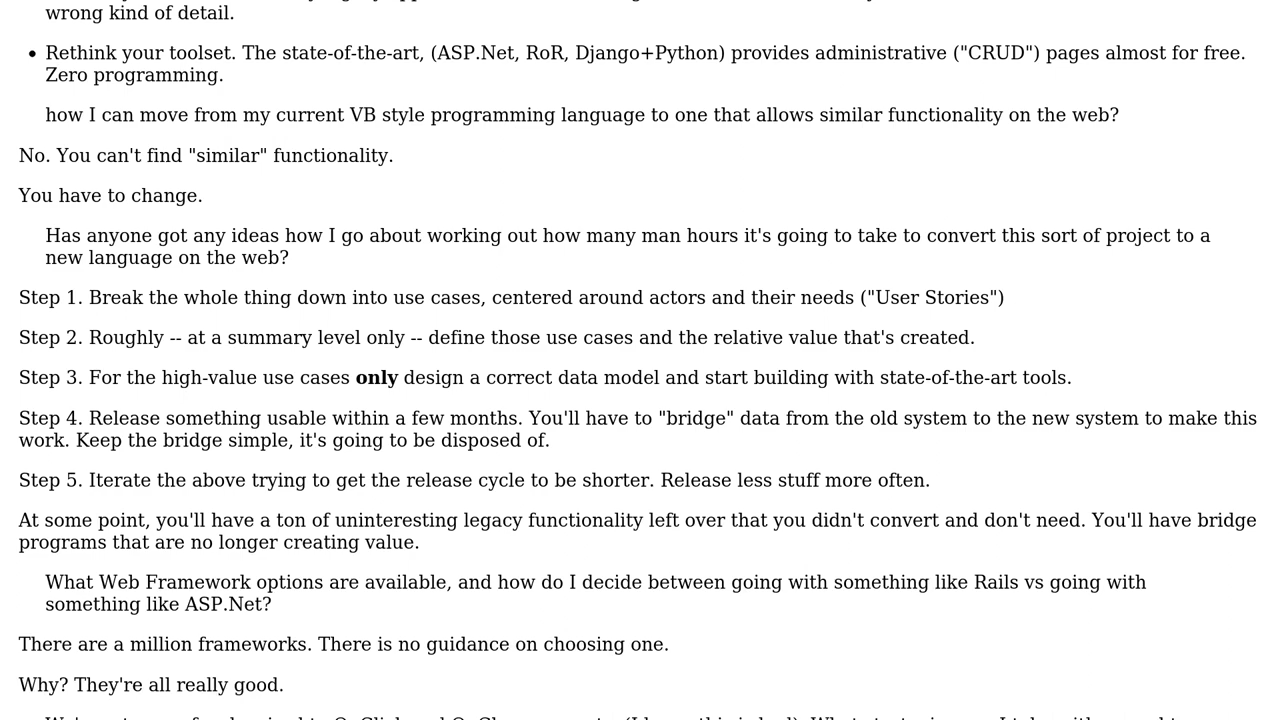 wrong kind of detail.
• Rethink your toolset. The state-of-the-art, (ASP.Net, RoR, Django+Python) provides administrative ("CRUD") pages almost for free.
Zero programming.
how I can move from my current VB style programming language to one that allows similar functionality on the web?
No. You can't find "similar" functionality.
You have to change.
Has anyone got any ideas how I go about working out how many man hours it's going to take to convert this sort of project to a
new language on the web?
Step 1. Break the whole thing down into use cases, centered around actors and their needs ("User Stories")
Step 2. Roughly -- at a summary level only -- define those use cases and the relative value that's created.
Step 3. For the high-value use cases only design a correct data model and start building with state-of-the-art tools.
Step 4. Release something usable within a few months. You'll have to "bridge" data from the old system to the new system to make this
work. Keep the bridge simple, it's going to be disposed of.
Step 5. Iterate the above trying to get the release cycle to be shorter. Release less stuff more often.
At some point, you'll have a ton of uninteresting legacy functionality left over that you didn't convert and don't need. You'll have bridge
programs that are no longer creating value.
What Web Framework options are available, and how do I decide between going with something like Rails vs going with
something like ASP.Net?
There are a million frameworks. There is no guidance on choosing one.
Why? They're all really good.